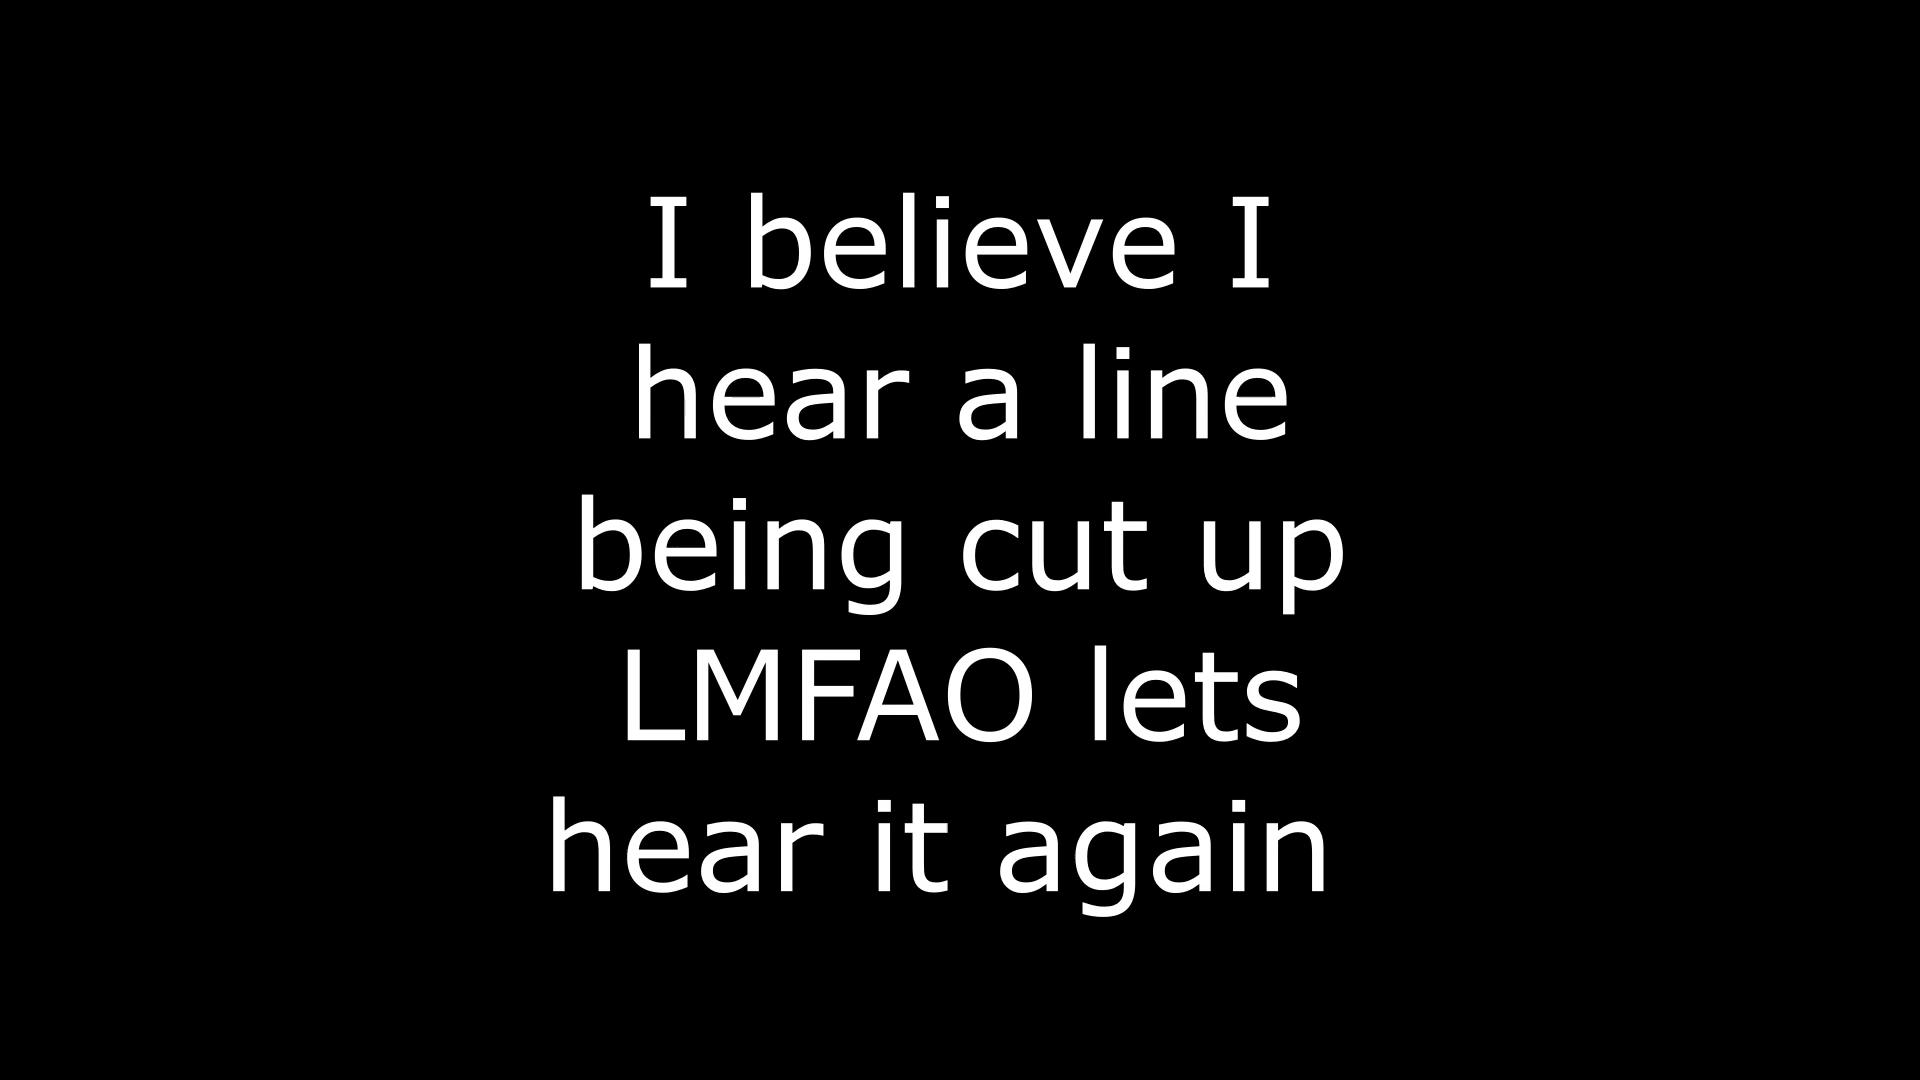 I believe I
hear a line
being cut up
LMFAO lets
hear it again